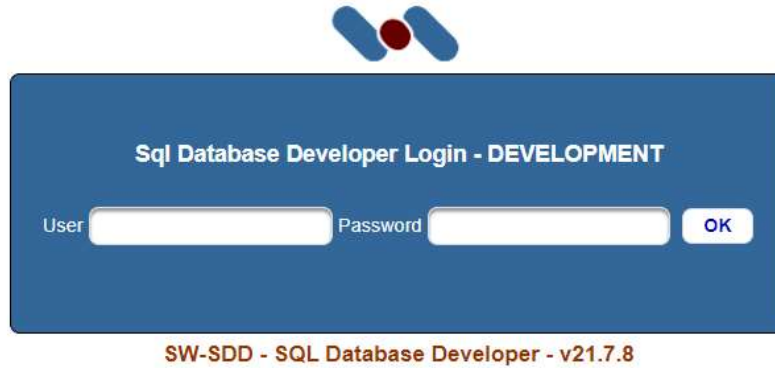 Sql Database Developer Login - DEVELOPMENT
User Password OK
SW-SDD - SQL Database Developer - v21.7.8